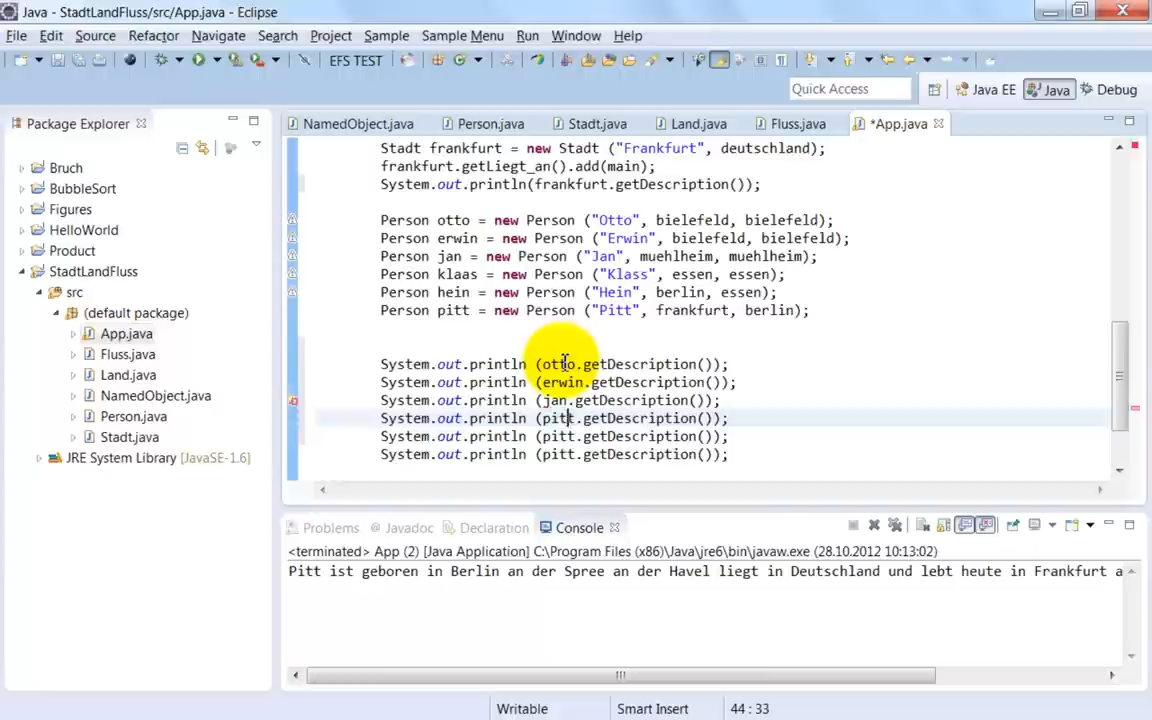 Java - StadtLandFluss/src/App.java - Eclipse
File Edit Source Refactor Navigate Search Project Sample Sample Menu Run Window Help
EFS TEST
Quick Access Java EE Java Debug
Package Explorer
NamedObject.java Person.java Stadt.java Land.java Fluss.java *App.java
Bruch
BubbleSort
Figures
HelloWorld
Product
StadtLandFluss
src
(default package)
App.java
Fluss.java
Land.java
NamedObject.java
Person.java
Stadt.java
JRE System Library [JavaSE-1.6]
Stadt frankfurt = new Stadt ("Frankfurt", deutschland);
frankfurt.getLiegt_an().add(main);
System.out.println(frankfurt.getDescription());
Person otto = new Person ("Otto", bielefeld, bielefeld);
Person erwin = new Person ("Erwin", bielefeld, bielefeld);
Person jan = new Person ("Jan", muehlheim, muehlheim);
Person klaas = new Person ("Klass", essen, essen);
Person hein = new Person ("Hein", berlin, essen);
Person pitt = new Person ("Pitt", frankfurt, berlin);
System.out.println (otto.getDescription());
System.out.println (erwin.getDescription());
System.out.println (jan.getDescription());
System.out.println (pitt.getDescription());
System.out.println (pitt.getDescription());
System.out.println (pitt.getDescription());
Problems Javadoc Declaration Console
<terminated> App (2) [Java Application] C:\Program Files (x86)\Java\jre6\bin\javaw.exe (28.10.2012 10:13:02)
Pitt ist geboren in Berlin an der Spree an der Havel liegt in Deutschland und lebt heute in Frankfurt a
Writable Smart Insert 44 : 33